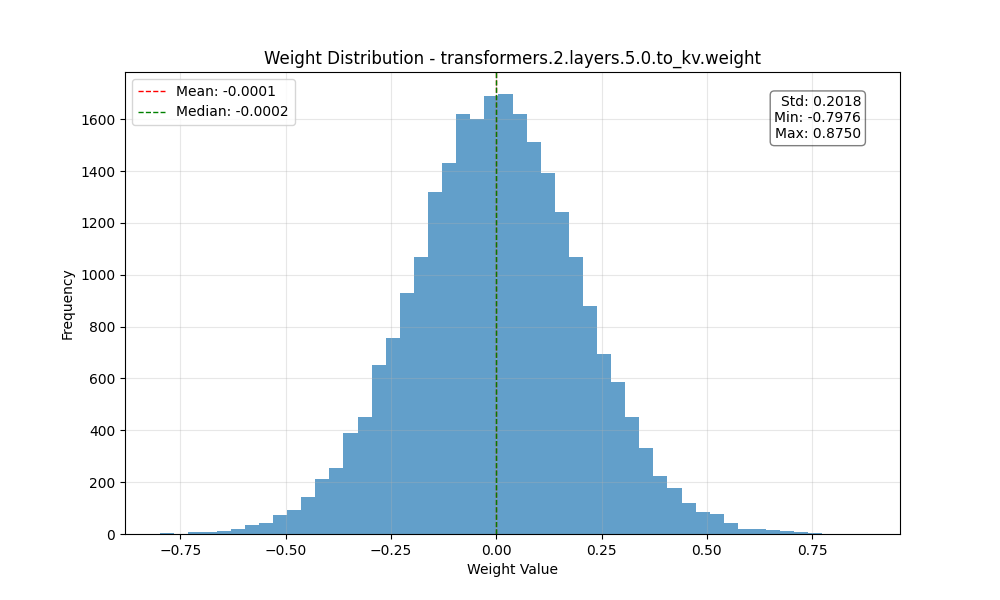 Weight Distribution - transformers.2.layers.5.0.to_kv.weight
Mean: -0.0001
Median: -0.0002
Std: 0.2018
Min: -0.7976
Max: 0.8750
Frequency
1600
1400
1200
1000
800
600
400
200
0
−0.75
−0.50
−0.25
0.00
0.25
0.50
0.75
Weight Value